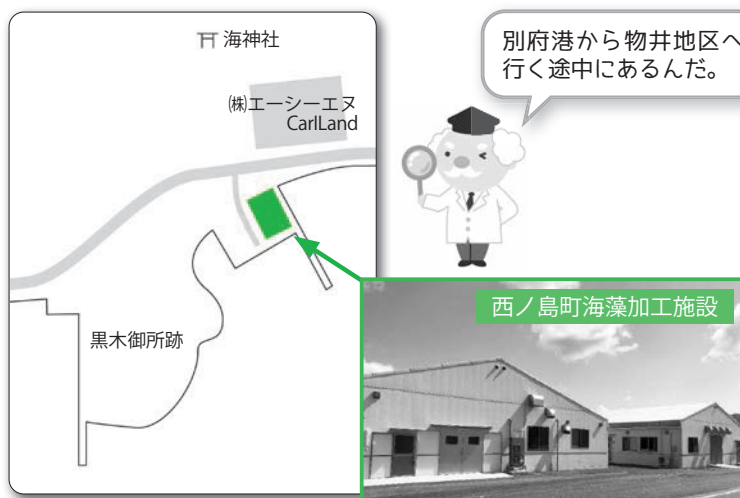 海神社
㈱エーシーエヌ
CarlLand
別府港から物井地区へ
行く途中にあるんだ。
西ノ島町海藻加工施設
黒木御所跡